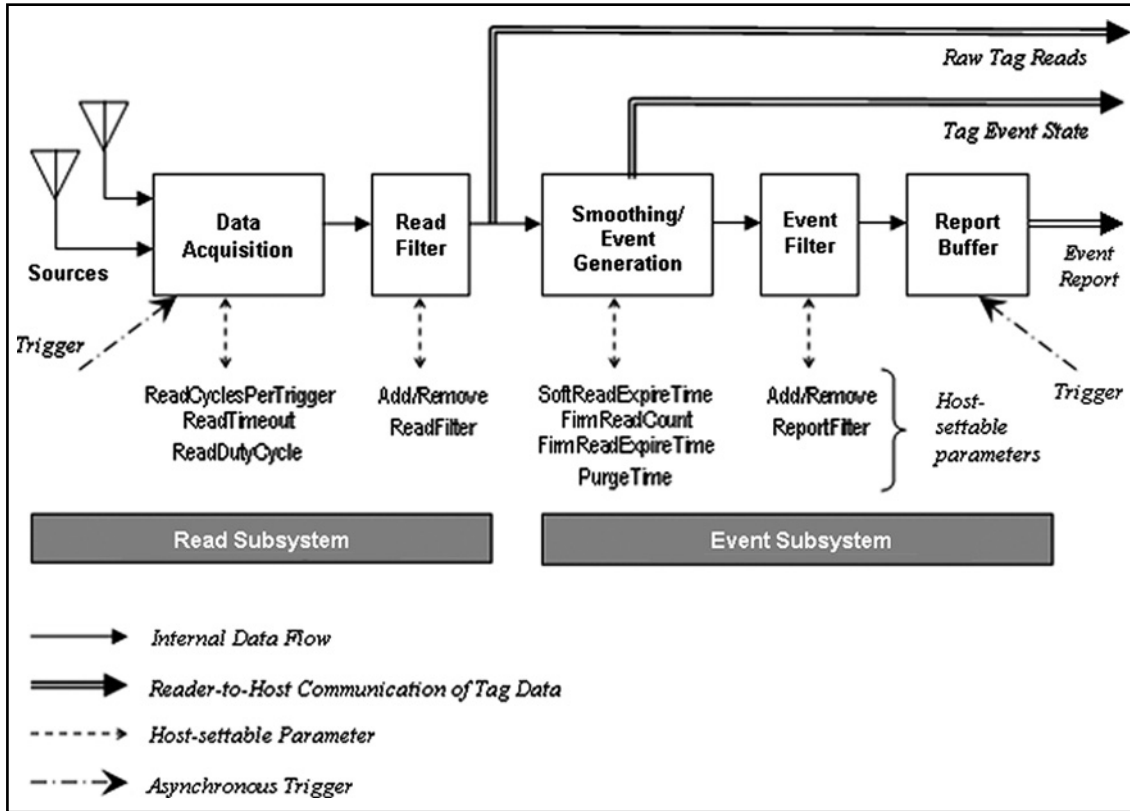 Raw Tag Reads
Tag Event State
Sources
Data
Acquisition
Read
Filter
Smoothing/
Event
Generation
Event
Filter
Report
Buffer
Event
Report
Trigger
Trigger
ReadCyclesPerTrigger
ReadTimeout
ReadDutyCycle
Add/Remove
ReadFilter
SoftReadExpireTime
FirmReadCount
FirmReadExpireTime
PurgeTime
Add/Remove
ReportFilter
Host-
settable
parameters
Read Subsystem
Event Subsystem
Internal Data Flow
Reader-to-Host Communication of Tag Data
Host-settable Parameter
Asynchronous Trigger